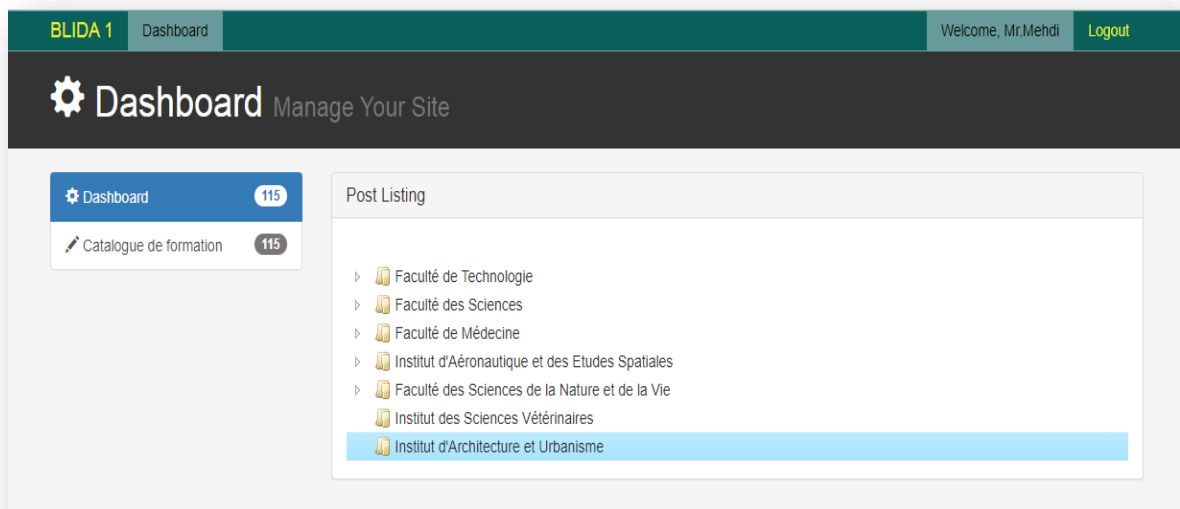 BLIDA 1 Dashboard Welcome, Mr.Mehdi Logout
Dashboard Manage Your Site
Dashboard 115
Catalogue de formation 115
Post Listing
Faculté de Technologie
Faculté des Sciences
Faculté de Médecine
Institut d'Aéronautique et des Etudes Spatiales
Faculté des Sciences de la Nature et de la Vie
Institut des Sciences Vétérinaires
Institut d'Architecture et Urbanisme